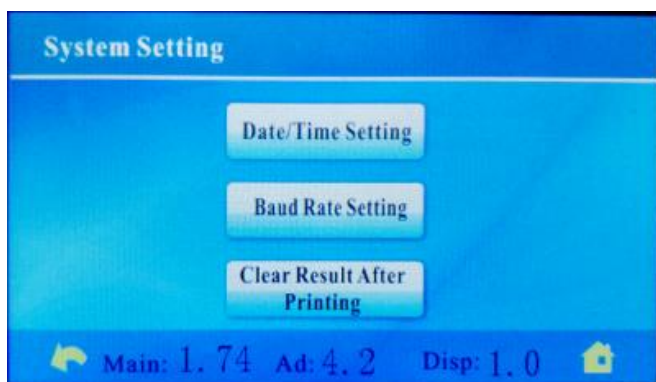 System Setting
Date/Time Setting
Baud Rate Setting
Clear Result After
Printing
Main: 1.74 Ad: 4.2 Disp: 1.0